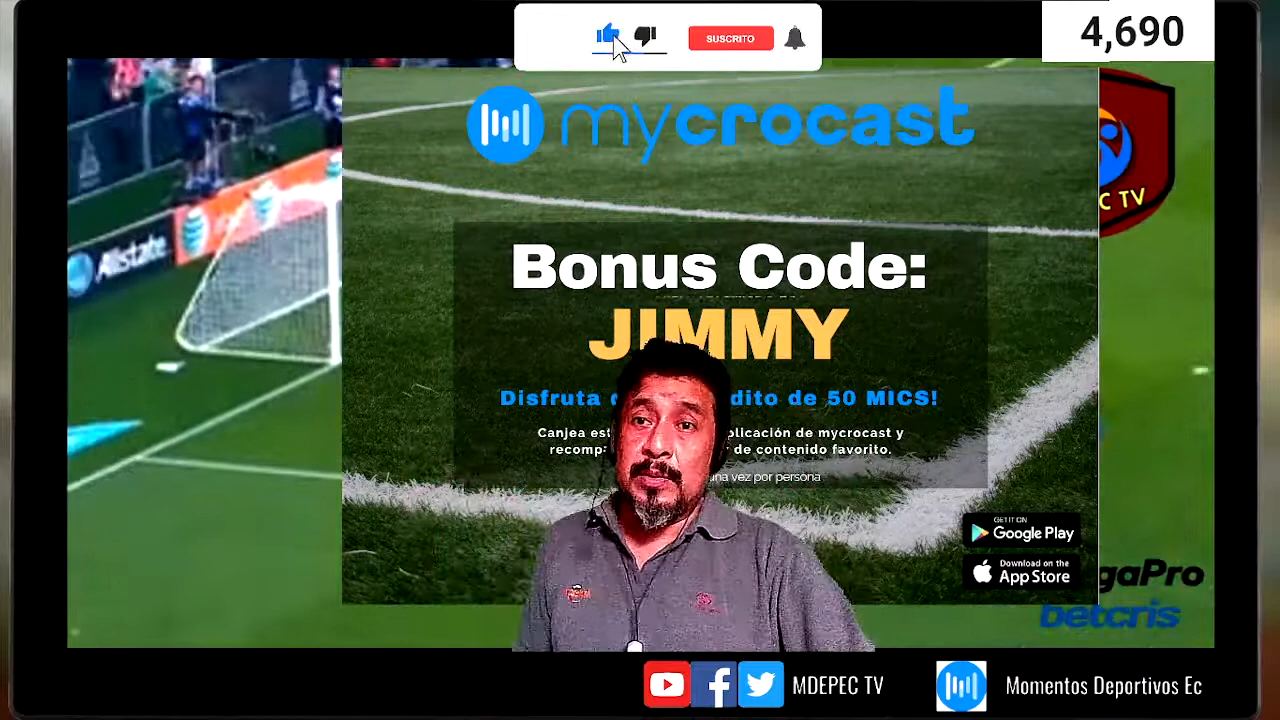 SUSCRITO
4,690
mycrocast
Allstate
at&t
C TV
Bonus Code:
JIMMY
Disfruta dito de 50 MICS!
Canjea plicación de mycrocast y
de contenido favorito.
una vez por persona
GET IT ON
Google Play
Download on the
App Store
gaPro
betcris
MDEPEC TV
Momentos Deportivos Ec